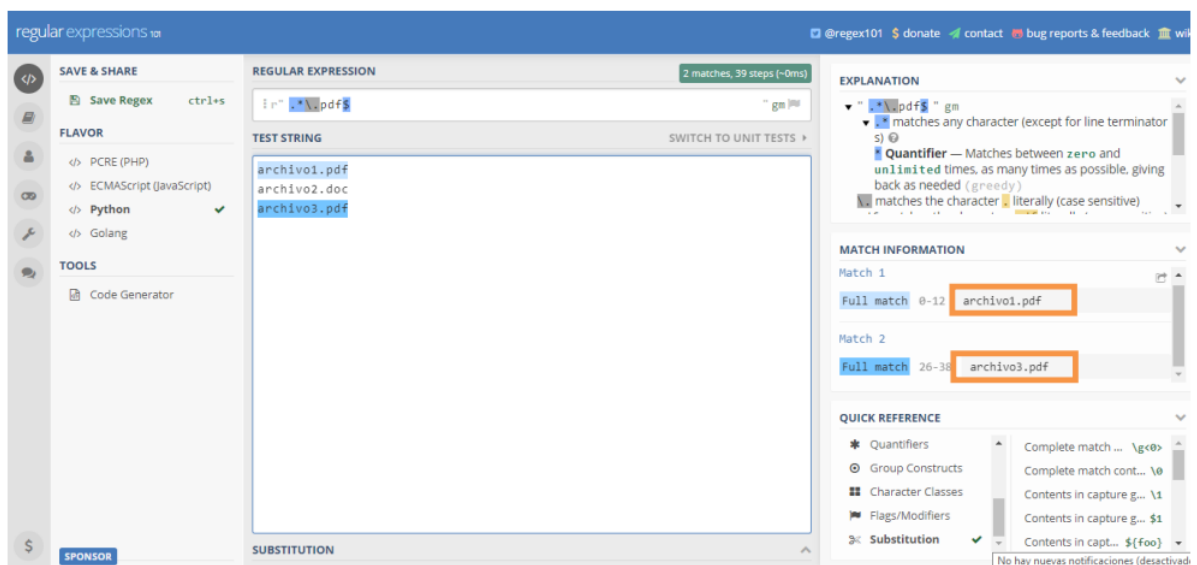 regular expressions 101
@regex101 $ donate contact bug reports & feedback wik
SAVE & SHARE
Save Regex ctrl+s
FLAVOR
</> PCRE (PHP)
</> ECMAScript (JavaScript)
</> Python
</> Golang
TOOLS
Code Generator
SPONSOR
REGULAR EXPRESSION
2 matches, 39 steps (~0ms)
r" .*\.pdf$ " gm
TEST STRING
SWITCH TO UNIT TESTS
archivo1.pdf
archivo2.doc
archivo3.pdf
SUBSTITUTION
EXPLANATION
" .*\.pdf$ " gm
.* matches any character (except for line terminator
s)
* Quantifier — Matches between zero and
unlimited times, as many times as possible, giving
back as needed (greedy)
\. matches the character . literally (case sensitive)
MATCH INFORMATION
Match 1
Full match 0-12 archivo1.pdf
Match 2
Full match 26-38 archivo3.pdf
QUICK REFERENCE
Quantifiers
Group Constructs
Character Classes
Flags/Modifiers
Substitution
Complete match ... \g<0>
Complete match cont... \0
Contents in capture g... \1
Contents in capture g... $1
Contents in capt... ${foo}
No hay nuevas notificaciones (desactivad